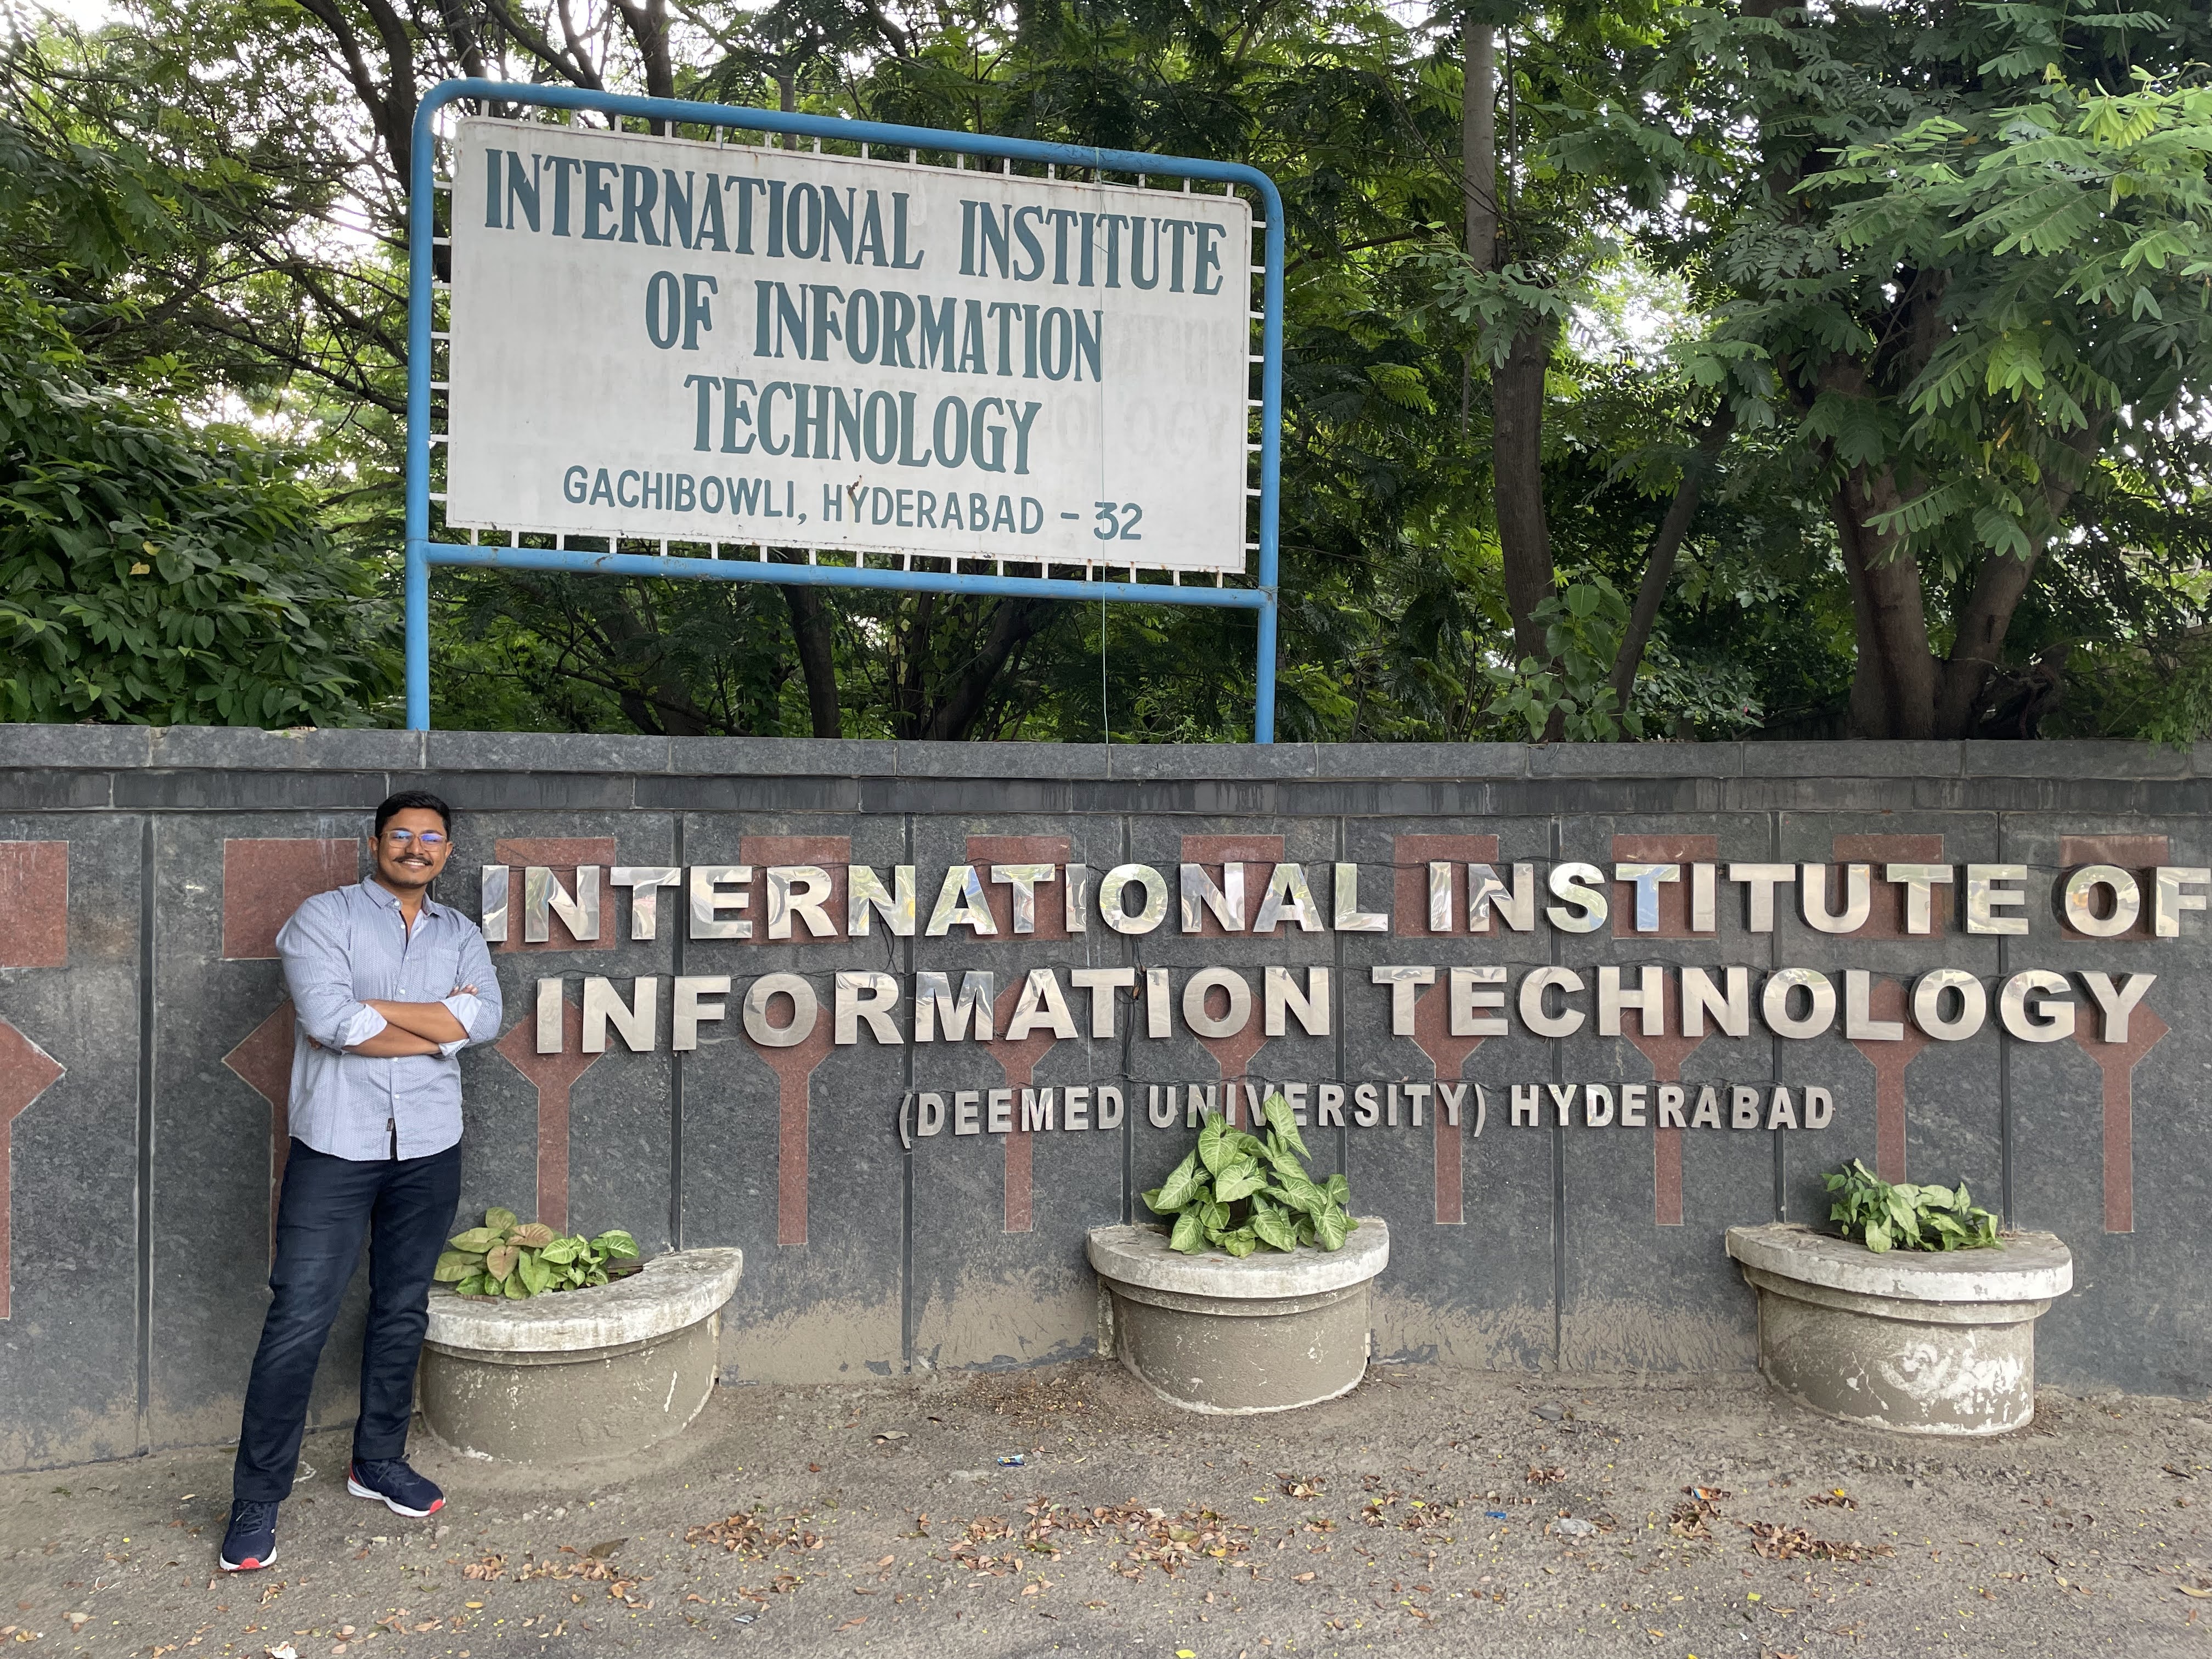 INTERNATIONAL INSTITUTE
OF INFORMATION
TECHNOLOGY
GACHIBOWLI, HYDERABAD - 32
INTERNATIONAL INSTITUTE OF
INFORMATION TECHNOLOGY
(DEEMED UNIVERSITY) HYDERABAD